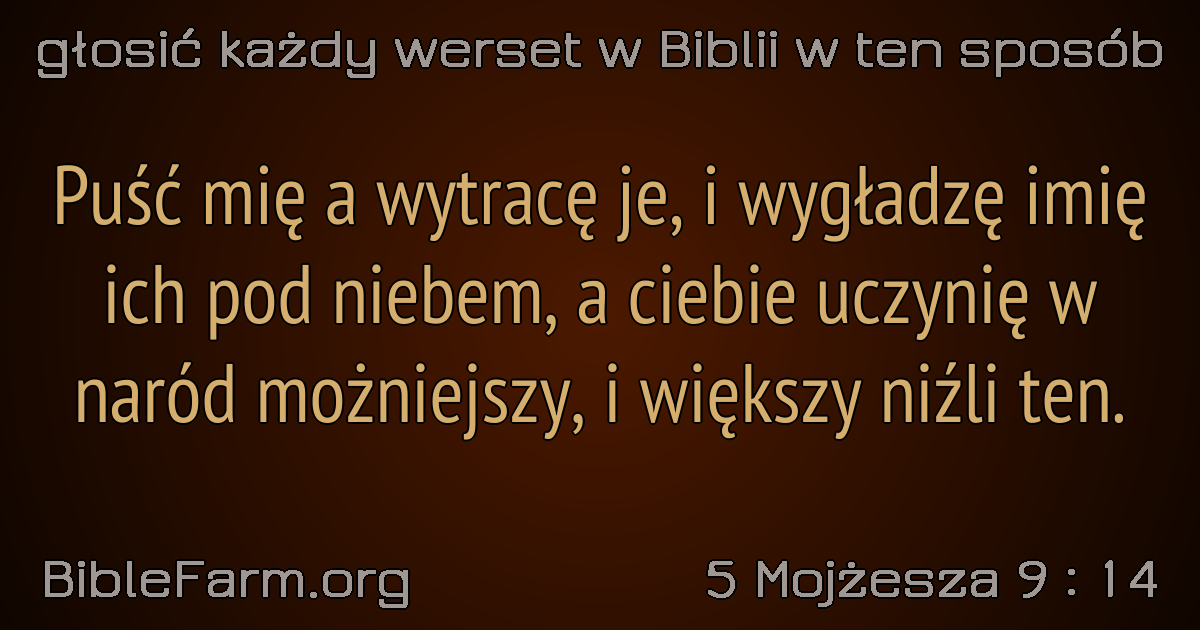 głosić każdy werset w Biblii w ten sposób
Puść mię a wytracę je, i wygładzę imię
ich pod niebem, a ciebie uczynię w
naród możniejszy, i większy niźli ten.
BibleFarm.org
5 Mojżesza 9 : 14